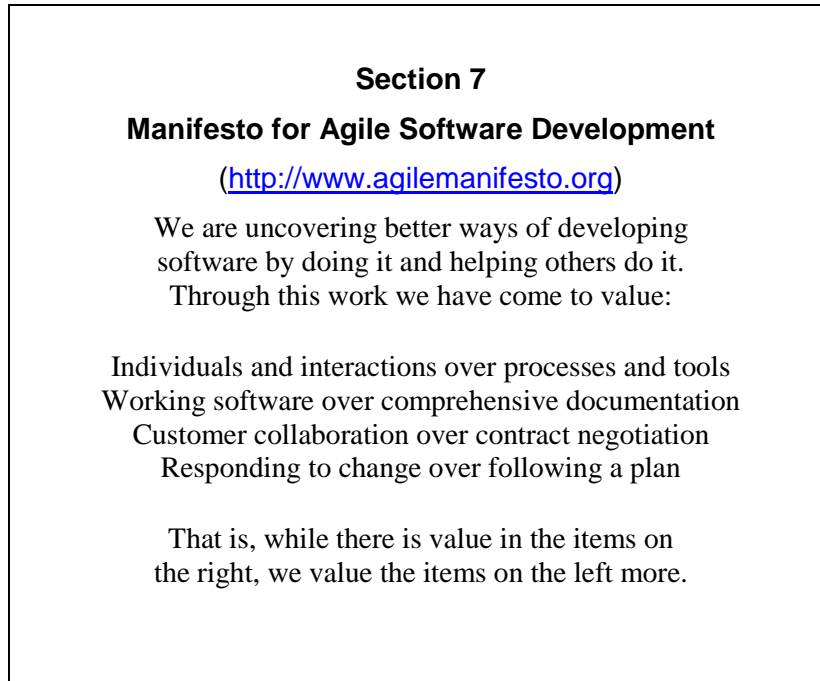 Section 7
Manifesto for Agile Software Development
(http://www.agilemanifesto.org)
We are uncovering better ways of developing
software by doing it and helping others do it.
Through this work we have come to value:
Individuals and interactions over processes and tools
Working software over comprehensive documentation
Customer collaboration over contract negotiation
Responding to change over following a plan
That is, while there is value in the items on
the right, we value the items on the left more.